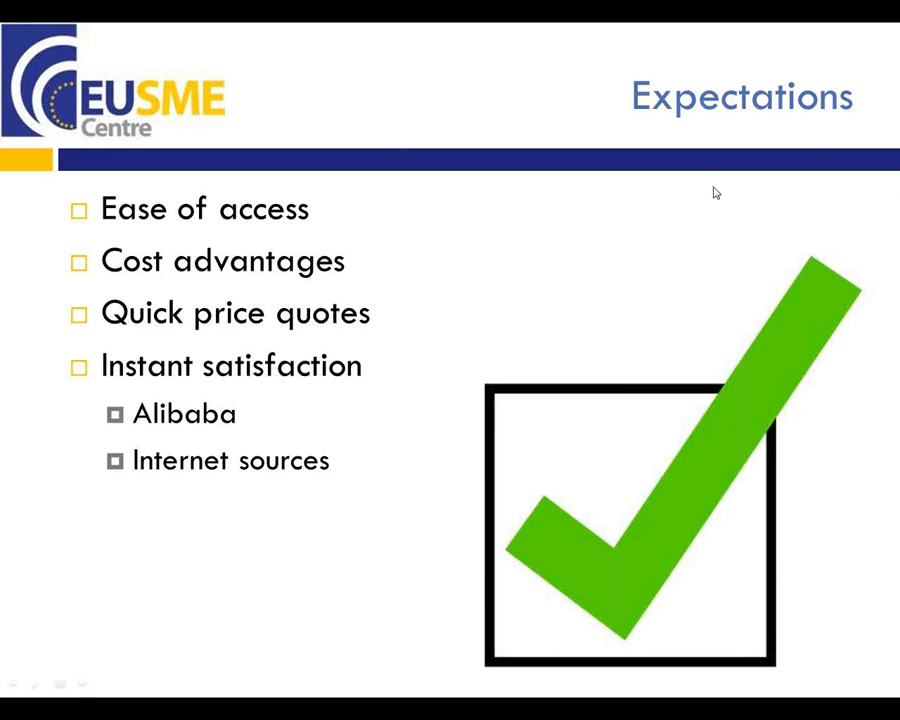 EUSME
Centre
Expectations
Ease of access
Cost advantages
Quick price quotes
Instant satisfaction
Alibaba
Internet sources